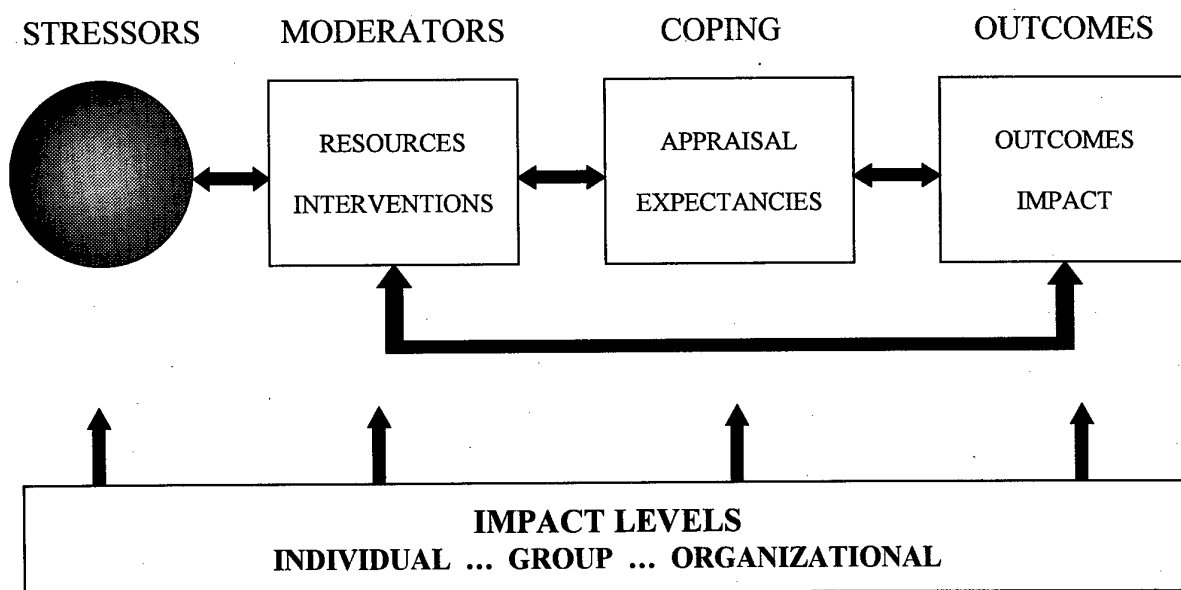 STRESSORS MODERATORS COPING OUTCOMES
RESOURCES
INTERVENTIONS
APPRAISAL
EXPECTANCIES
OUTCOMES
IMPACT
IMPACT LEVELS
INDIVIDUAL ... GROUP ... ORGANIZATIONAL